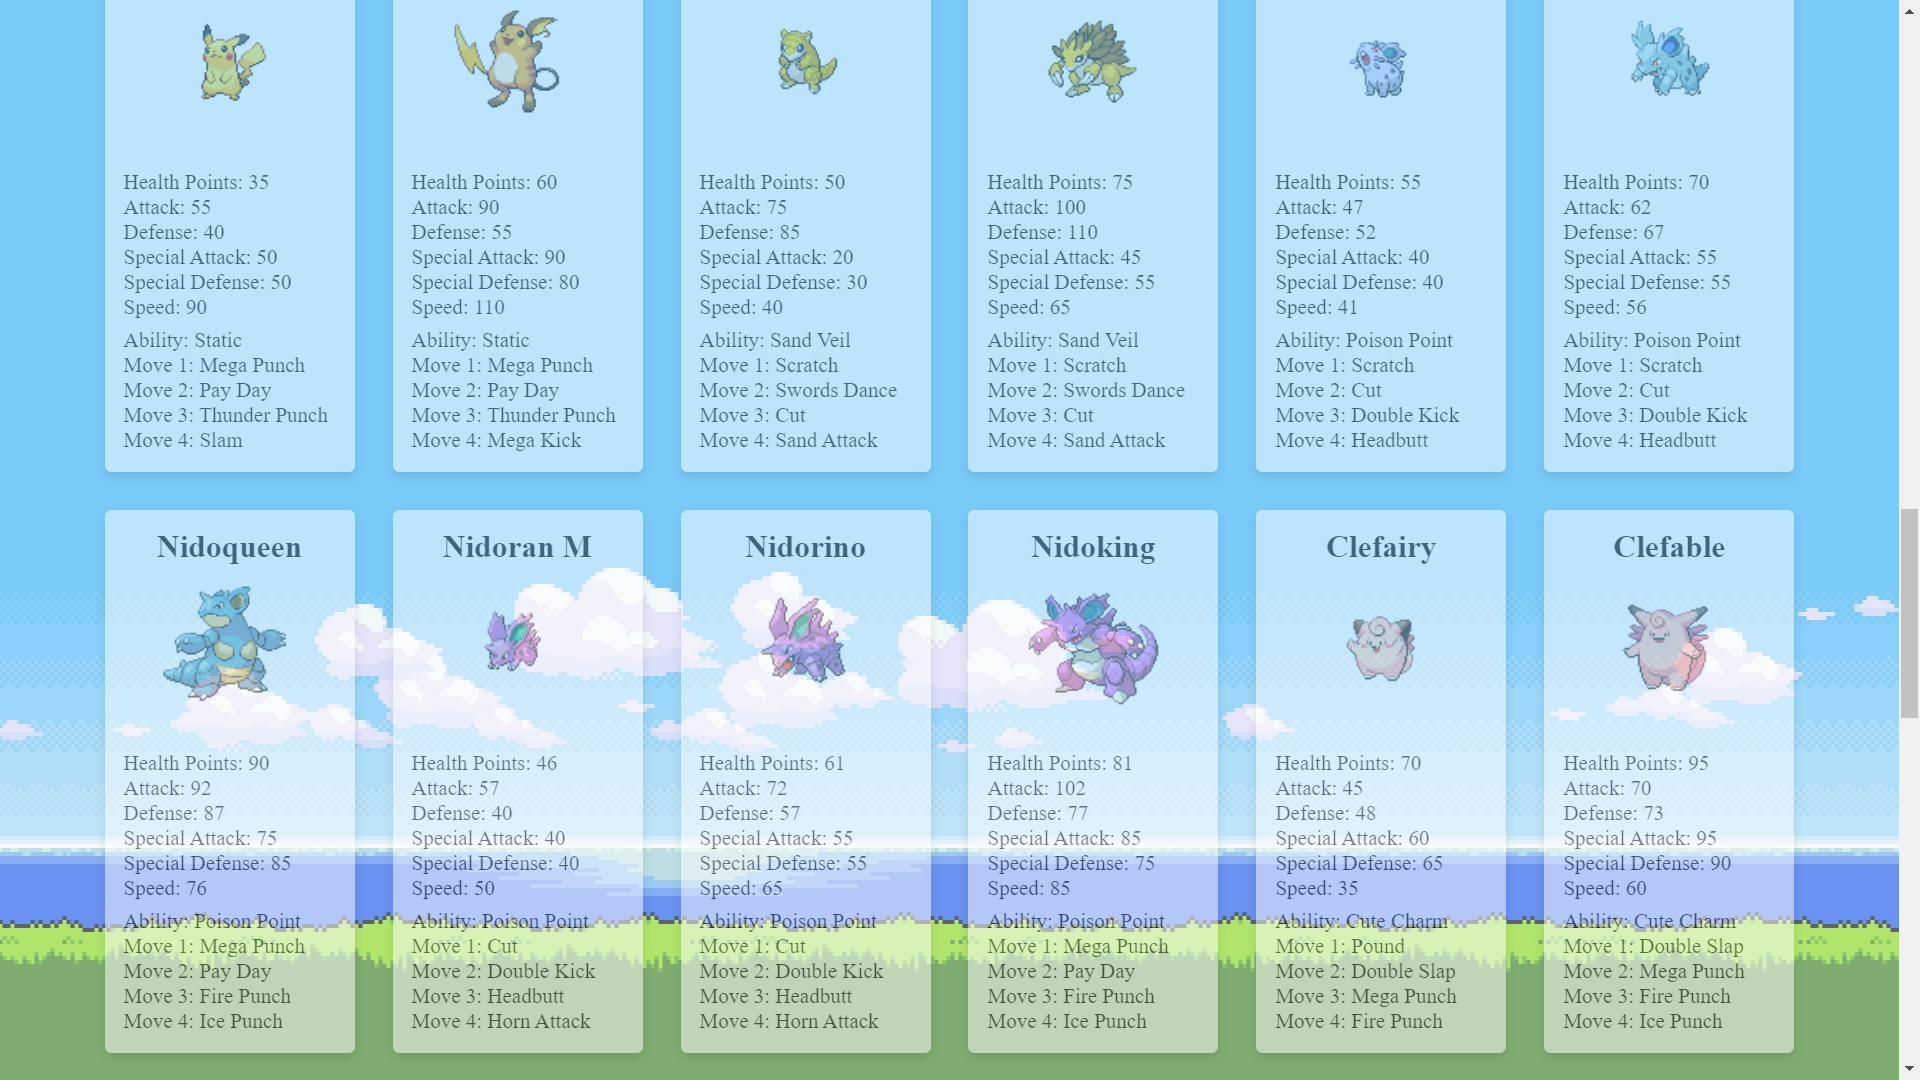 Health Points: 35
Attack: 55
Defense: 40
Special Attack: 50
Special Defense: 50
Speed: 90
Ability: Static
Move 1: Mega Punch
Move 2: Pay Day
Move 3: Thunder Punch
Move 4: Slam
Health Points: 60
Attack: 90
Defense: 55
Special Attack: 90
Special Defense: 80
Speed: 110
Ability: Static
Move 1: Mega Punch
Move 2: Pay Day
Move 3: Thunder Punch
Move 4: Mega Kick
Health Points: 50
Attack: 75
Defense: 85
Special Attack: 20
Special Defense: 30
Speed: 40
Ability: Sand Veil
Move 1: Scratch
Move 2: Swords Dance
Move 3: Cut
Move 4: Sand Attack
Health Points: 75
Attack: 100
Defense: 110
Special Attack: 45
Special Defense: 55
Speed: 65
Ability: Sand Veil
Move 1: Scratch
Move 2: Swords Dance
Move 3: Cut
Move 4: Sand Attack
Health Points: 55
Attack: 47
Defense: 52
Special Attack: 40
Special Defense: 40
Speed: 41
Ability: Poison Point
Move 1: Scratch
Move 2: Cut
Move 3: Double Kick
Move 4: Headbutt
Health Points: 70
Attack: 62
Defense: 67
Special Attack: 55
Special Defense: 55
Speed: 56
Ability: Poison Point
Move 1: Scratch
Move 2: Cut
Move 3: Double Kick
Move 4: Headbutt
Nidoqueen
Health Points: 90
Attack: 92
Defense: 87
Special Attack: 75
Special Defense: 85
Speed: 76
Ability: Poison Point
Move 1: Mega Punch
Move 2: Pay Day
Move 3: Fire Punch
Move 4: Ice Punch
Nidoran M
Health Points: 46
Attack: 57
Defense: 40
Special Attack: 40
Special Defense: 40
Speed: 50
Ability: Poison Point
Move 1: Cut
Move 2: Double Kick
Move 3: Headbutt
Move 4: Horn Attack
Nidorino
Health Points: 61
Attack: 72
Defense: 57
Special Attack: 55
Special Defense: 55
Speed: 65
Ability: Poison Point
Move 1: Cut
Move 2: Double Kick
Move 3: Headbutt
Move 4: Horn Attack
Nidoking
Health Points: 81
Attack: 102
Defense: 77
Special Attack: 85
Special Defense: 75
Speed: 85
Ability: Poison Point
Move 1: Mega Punch
Move 2: Pay Day
Move 3: Fire Punch
Move 4: Ice Punch
Clefairy
Health Points: 70
Attack: 45
Defense: 48
Special Attack: 60
Special Defense: 65
Speed: 35
Ability: Cute Charm
Move 1: Pound
Move 2: Double Slap
Move 3: Mega Punch
Move 4: Fire Punch
Clefable
Health Points: 95
Attack: 70
Defense: 73
Special Attack: 95
Special Defense: 90
Speed: 60
Ability: Cute Charm
Move 1: Double Slap
Move 2: Mega Punch
Move 3: Fire Punch
Move 4: Ice Punch